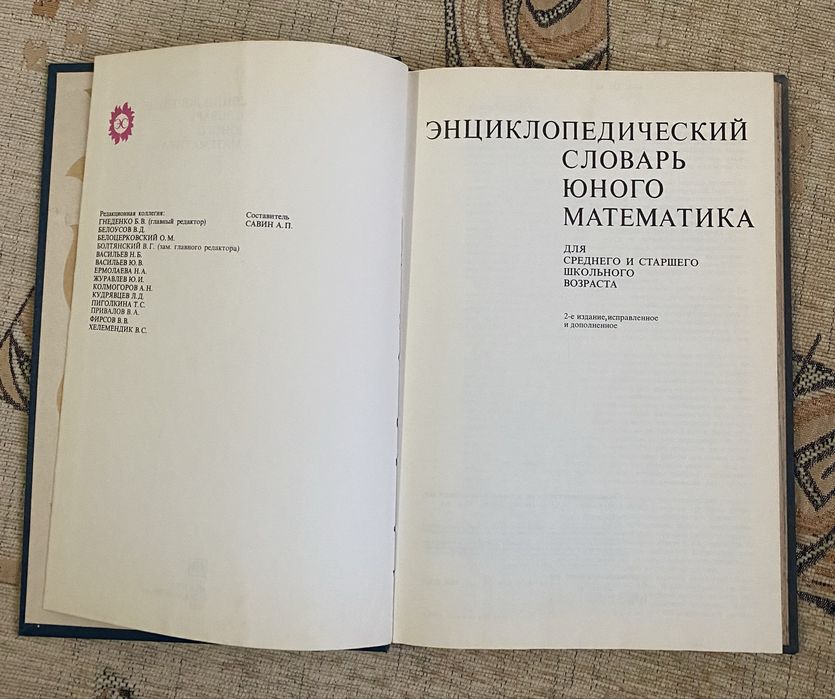 ЭС
Редакционная коллегия:
ГНЕДЕНКО Б.В. (главный редактор)
БЕЛОУСОВ В.Д.
БЕЛОЦЕРКОВСКИЙ О.М.
БОЛТЯНСКИЙ В.Г. (зам. главного редактора)
ВАСИЛЬЕВ Н.Б.
ВАСИЛЬЕВ Ю.В.
ЕРМОЛАЕВА Н.А.
ЖУРАВЛЕВ Ю.И.
КОЛМОГОРОВ А.Н.
КУДРЯВЦЕВ Л.Д.
ПИГОЛКИНА Т.С.
ПРИВАЛОВ В.А.
ФИРСОВ В.В.
ХЕЛЕМЕНДИК В.С.
Составитель
САВИН А.П.
ЭНЦИКЛОПЕДИЧЕСКИЙ
СЛОВАРЬ
ЮНОГО
МАТЕМАТИКА
ДЛЯ
СРЕДНЕГО И СТАРШЕГО
ШКОЛЬНОГО
ВОЗРАСТА
2-е издание, исправленное
и дополненное